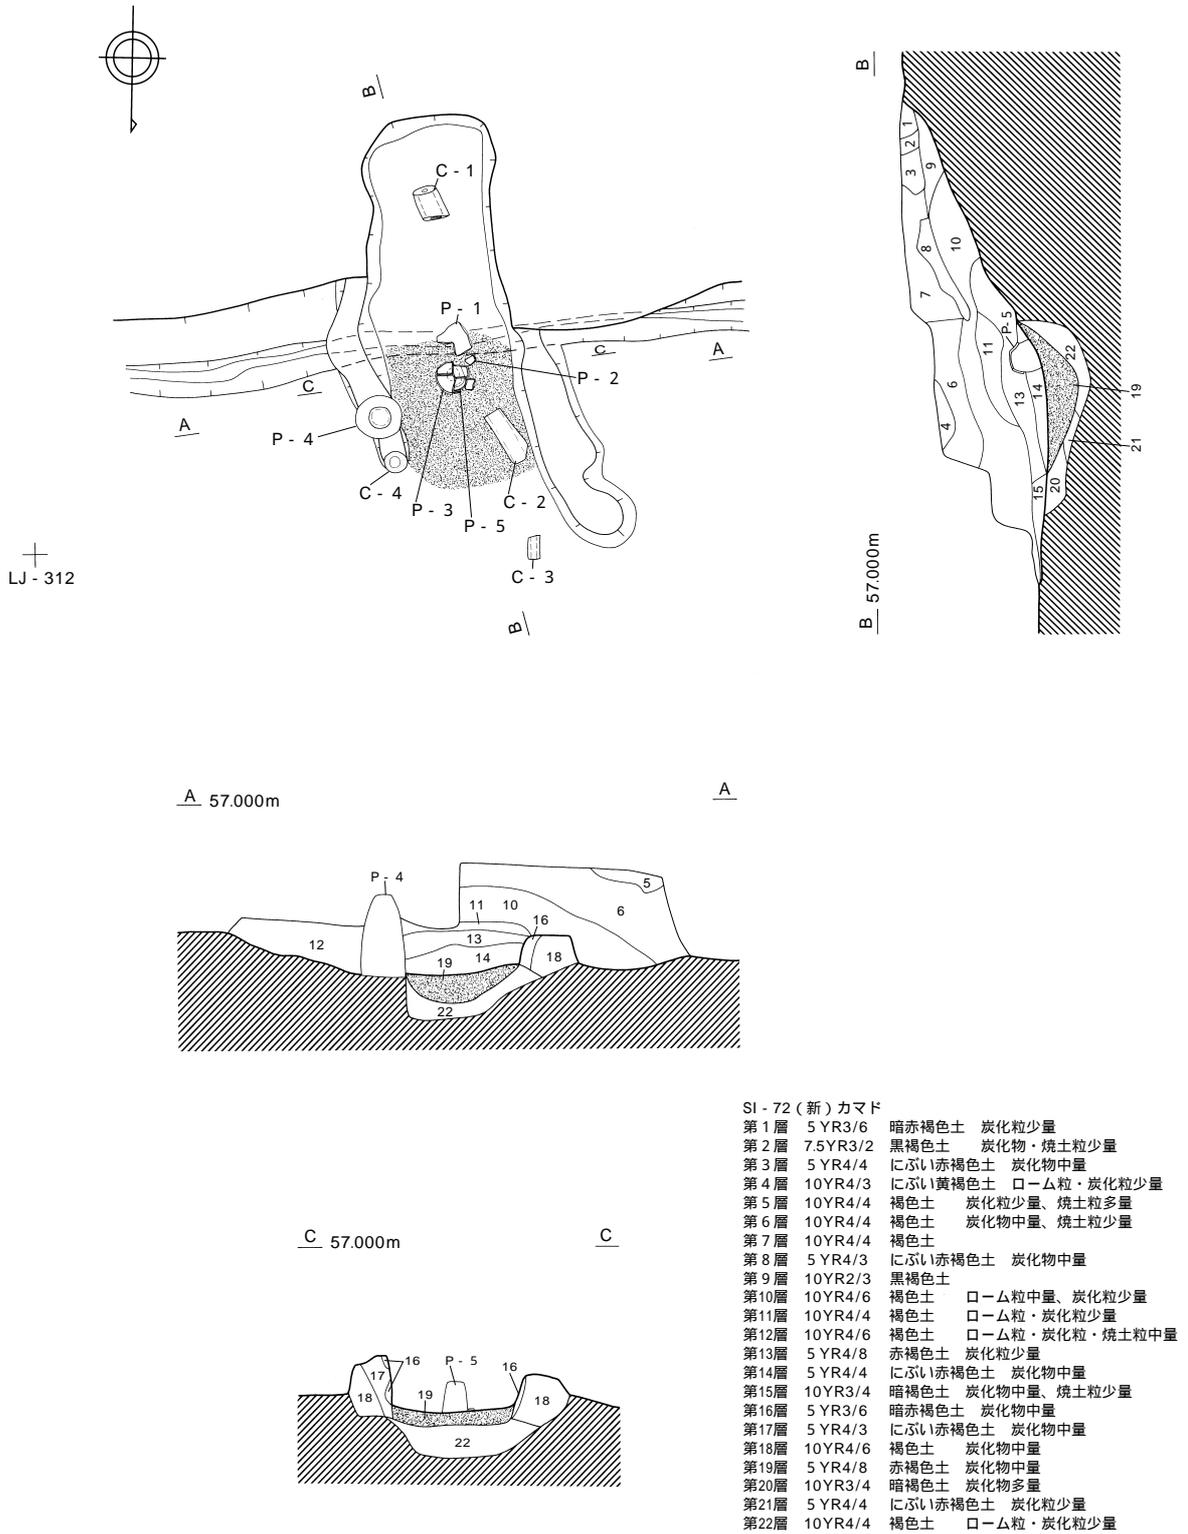 B
C - 1
P - 1
C
A
P - 2
C
A
P - 4
C - 4
P - 3
C - 2
P - 5
C - 3
B
LJ - 312
B
1
2
3
9
8
10
7
P - 5
11
22
6
13
14
19
4
21
15
20
B 57.000m
A 57.000m
A
P - 4
5
11
10
6
16
12
13
19
14
18
22
C 57.000m
C
16
P - 5
16
17
18
19
18
22
SI - 72（新）カマド
第１層 5 YR3/6 暗赤褐色土 炭化粒少量
第２層 7.5YR3/2 黒褐色土 炭化物・焼土粒少量
第３層 5 YR4/4 にぶい赤褐色土 炭化物中量
第４層 10YR4/3 にぶい黄褐色土 ローム粒・炭化粒少量
第５層 10YR4/4 褐色土 炭化粒少量、焼土粒多量
第６層 10YR4/4 褐色土 炭化物中量、焼土粒少量
第７層 10YR4/4 褐色土
第８層 5 YR4/3 にぶい赤褐色土 炭化物中量
第９層 10YR2/3 黒褐色土
第10層 10YR4/6 褐色土 ローム粒中量、炭化粒少量
第11層 10YR4/4 褐色土 ローム粒・炭化粒少量
第12層 10YR4/6 褐色土 ローム粒・炭化粒・焼土粒中量
第13層 5 YR4/8 赤褐色土 炭化粒少量
第14層 5 YR4/4 にぶい赤褐色土 炭化物中量
第15層 10YR3/4 暗褐色土 炭化物中量、焼土粒少量
第16層 5 YR3/6 暗赤褐色土 炭化物中量
第17層 5 YR4/3 にぶい赤褐色土 炭化物中量
第18層 10YR4/6 褐色土 炭化物中量
第19層 5 YR4/8 赤褐色土 炭化物中量
第20層 10YR3/4 暗褐色土 炭化物多量
第21層 5 YR4/4 にぶい赤褐色土 炭化粒少量
第22層 10YR4/4 褐色土 ローム粒・炭化粒少量